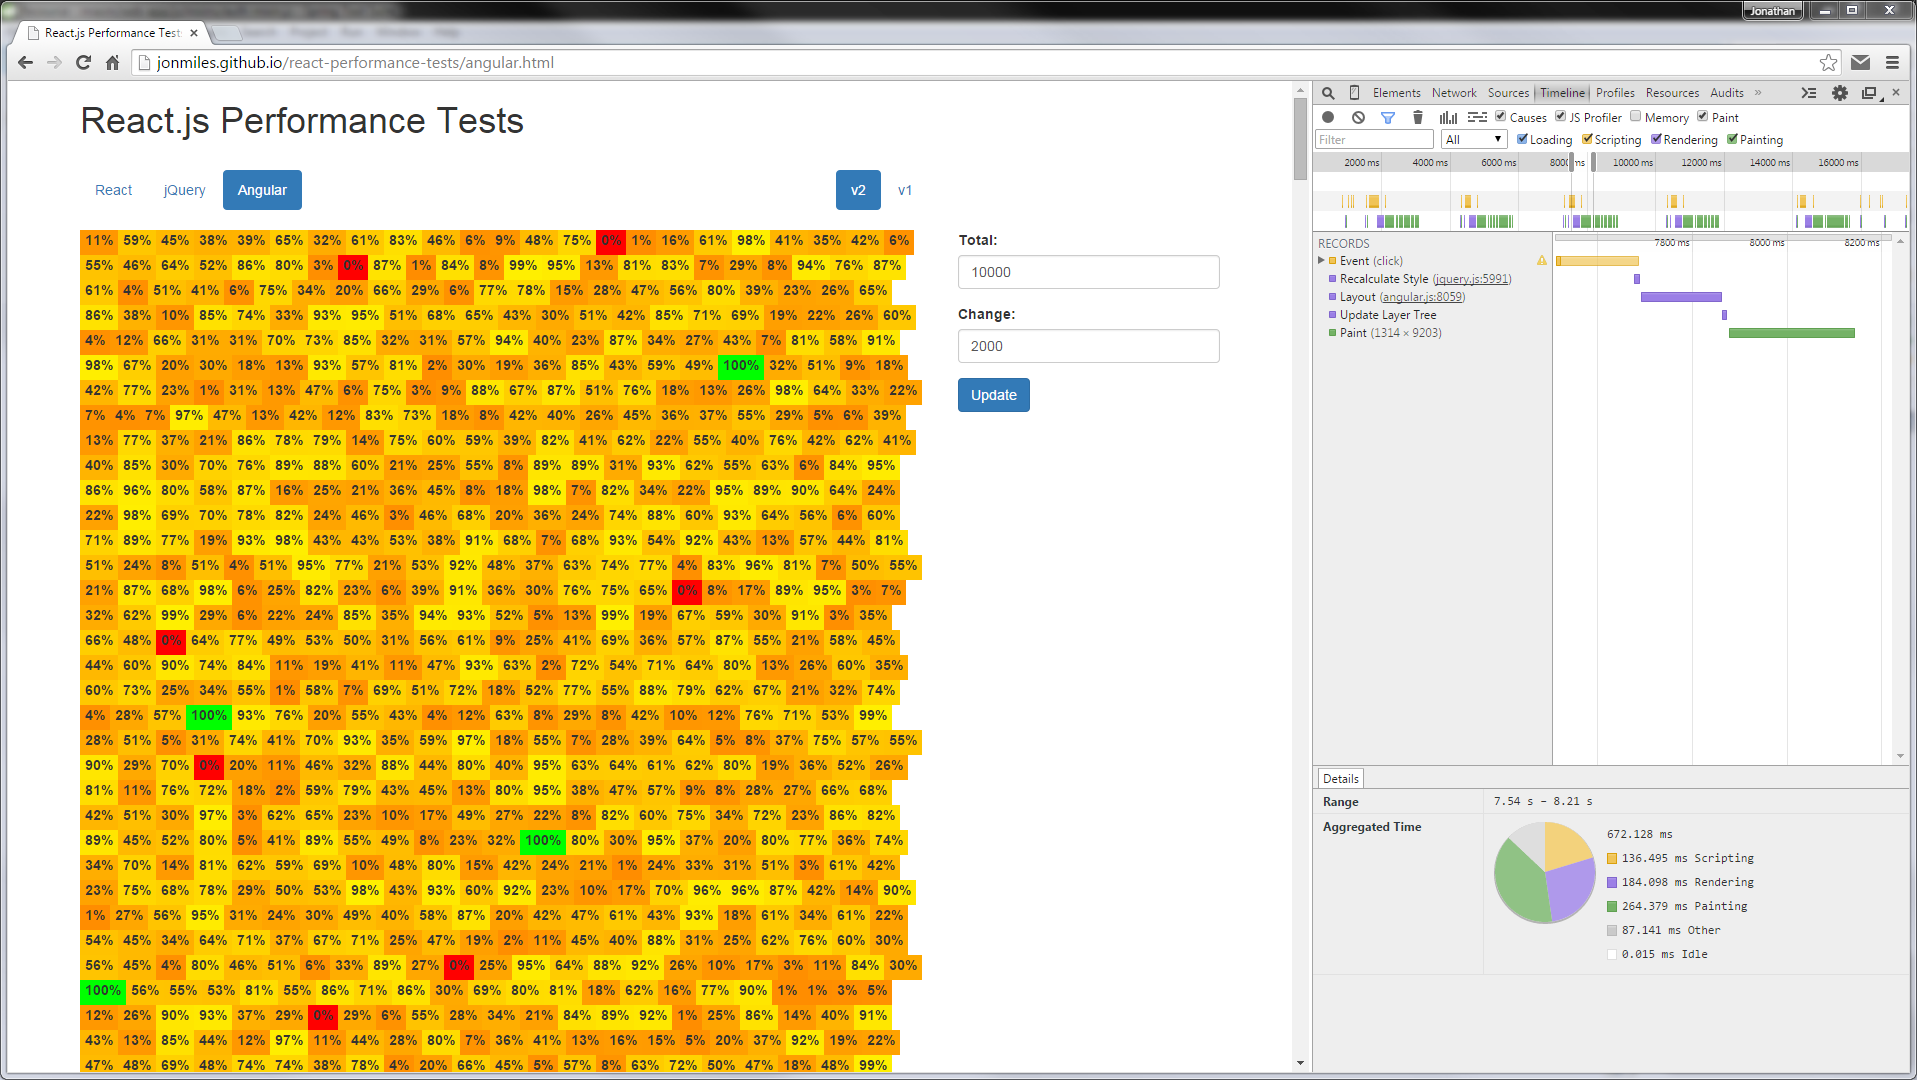 Jonathan
React.js Performance Test
jonmiles.github.io/react-performance-tests/angular.html
React.js Performance Tests
React jQuery Angular v2 v1
11% 59% 45% 38% 39% 65% 32% 61% 83% 46% 6% 9% 48% 75% 0% 1% 16% 61% 98% 41% 35% 42% 6%
55% 46% 64% 52% 86% 80% 3% 0% 87% 1% 84% 8% 99% 95% 13% 81% 83% 7% 29% 8% 94% 76% 87%
61% 4% 51% 41% 6% 75% 34% 20% 66% 29% 6% 77% 78% 15% 28% 47% 56% 80% 39% 23% 26% 65%
86% 38% 10% 85% 74% 33% 93% 95% 51% 68% 65% 43% 30% 51% 42% 85% 71% 69% 19% 22% 26% 60%
4% 12% 66% 31% 31% 70% 73% 85% 32% 31% 57% 94% 40% 23% 87% 34% 27% 43% 7% 81% 58% 91%
98% 67% 20% 30% 18% 13% 93% 57% 81% 2% 30% 19% 36% 85% 43% 59% 49% 100% 32% 51% 9% 18%
42% 77% 23% 1% 31% 13% 47% 6% 75% 3% 9% 88% 67% 87% 51% 76% 18% 13% 26% 98% 64% 33% 22%
7% 4% 7% 97% 47% 13% 42% 12% 83% 73% 18% 8% 42% 40% 26% 45% 36% 37% 55% 29% 5% 6% 39%
13% 77% 37% 21% 86% 78% 79% 14% 75% 60% 59% 39% 82% 41% 62% 22% 55% 40% 76% 42% 62% 41%
40% 85% 30% 70% 76% 89% 88% 60% 21% 25% 55% 8% 89% 89% 31% 93% 62% 55% 63% 6% 84% 95%
86% 96% 80% 58% 87% 16% 25% 21% 36% 45% 8% 18% 98% 7% 82% 34% 22% 95% 89% 90% 64% 24%
22% 98% 69% 70% 78% 82% 24% 46% 3% 46% 68% 20% 36% 24% 74% 88% 60% 93% 64% 56% 6% 60%
71% 89% 77% 19% 93% 98% 43% 43% 53% 38% 91% 68% 7% 68% 93% 54% 92% 43% 13% 57% 44% 81%
51% 24% 8% 51% 4% 51% 95% 77% 21% 53% 92% 48% 37% 63% 74% 77% 4% 83% 96% 81% 7% 50% 55%
21% 87% 68% 98% 6% 25% 82% 23% 6% 39% 91% 36% 30% 76% 75% 65% 0% 8% 17% 89% 95% 3% 7%
32% 62% 99% 29% 6% 22% 24% 85% 35% 94% 93% 52% 5% 13% 99% 19% 67% 59% 30% 91% 3% 35%
66% 48% 0% 64% 77% 49% 53% 50% 31% 56% 61% 9% 25% 41% 69% 36% 57% 87% 55% 21% 58% 45%
44% 60% 90% 74% 84% 11% 19% 41% 11% 47% 93% 63% 2% 72% 54% 71% 64% 80% 13% 26% 60% 35%
60% 73% 25% 34% 55% 1% 58% 7% 69% 51% 72% 18% 52% 77% 55% 88% 79% 62% 67% 21% 32% 74%
4% 28% 57% 100% 93% 76% 20% 55% 43% 4% 12% 63% 8% 29% 8% 42% 10% 12% 76% 71% 53% 99%
28% 51% 5% 31% 74% 41% 70% 93% 35% 59% 97% 18% 55% 7% 28% 39% 64% 5% 8% 37% 75% 57% 55%
90% 29% 70% 0% 20% 11% 46% 32% 88% 44% 80% 40% 95% 63% 64% 61% 62% 80% 19% 36% 52% 26%
81% 11% 76% 72% 18% 2% 59% 79% 43% 45% 13% 80% 95% 38% 47% 57% 9% 8% 28% 27% 66% 68%
42% 51% 30% 97% 3% 62% 65% 23% 10% 17% 49% 27% 22% 8% 82% 60% 75% 34% 72% 23% 86% 82%
89% 45% 52% 80% 5% 41% 89% 55% 49% 8% 23% 32% 100% 80% 30% 95% 37% 20% 80% 77% 36% 74%
34% 70% 14% 81% 62% 59% 69% 10% 48% 80% 15% 42% 24% 21% 1% 24% 33% 31% 51% 3% 61% 42%
23% 75% 68% 78% 29% 50% 53% 98% 43% 93% 60% 92% 23% 10% 17% 70% 96% 96% 87% 42% 14% 90%
1% 27% 56% 95% 31% 24% 30% 49% 40% 58% 87% 20% 42% 47% 61% 43% 93% 18% 61% 34% 61% 22%
54% 45% 34% 64% 71% 37% 67% 71% 25% 47% 19% 2% 11% 45% 40% 88% 31% 25% 62% 76% 60% 30%
56% 45% 4% 80% 46% 51% 6% 33% 89% 27% 0% 25% 95% 64% 88% 92% 26% 10% 17% 3% 11% 84% 30%
100% 56% 55% 53% 81% 55% 86% 71% 86% 30% 69% 80% 81% 18% 62% 16% 77% 90% 1% 1% 3% 5%
12% 26% 90% 93% 37% 29% 0% 29% 6% 55% 28% 34% 21% 84% 89% 92% 1% 25% 86% 14% 40% 91%
43% 13% 85% 44% 12% 97% 11% 44% 28% 80% 7% 36% 41% 13% 16% 15% 5% 20% 37% 92% 19% 22%
47% 48% 69% 48% 74% 74% 38% 78% 4% 20% 66% 45% 5% 57% 8% 63% 72% 50% 47% 18% 48% 99%
Total:
10000
Change:
2000
Update
Elements Network Sources Timeline Profiles Resources Audits »
Causes JS Profiler Memory Paint
Filter All Loading Scripting Rendering Painting
2000 ms 4000 ms 6000 ms 8000 ms 10000 ms 12000 ms 14000 ms 16000 ms
RECORDS 7800 ms 8000 ms 8200 ms
Event (click)
Recalculate Style (jquery.js:5991)
Layout (angular.js:8059)
Update Layer Tree
Paint (1314 × 9203)
Details
Range 7.54 s – 8.21 s
Aggregated Time
672.128 ms
136.495 ms Scripting
184.098 ms Rendering
264.379 ms Painting
87.141 ms Other
0.015 ms Idle